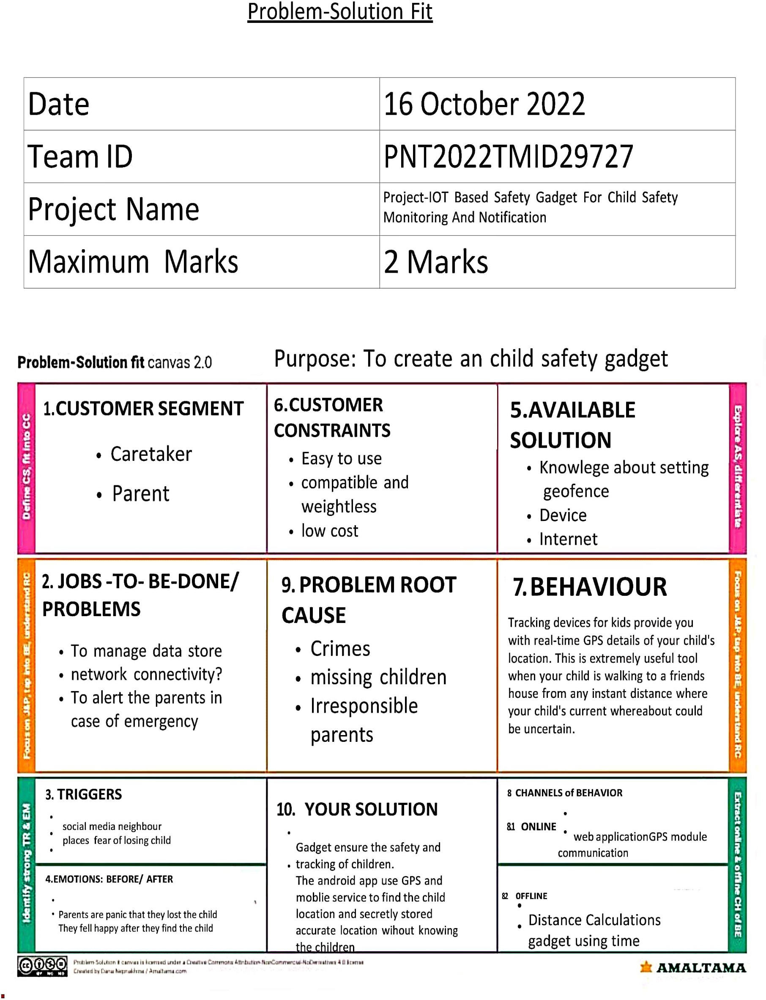 Problem-Solution Fit
Date
16 October 2022
Team ID
PNT2022TMID29727
Project Name
Project-IOT Based Safety Gadget For Child Safety
Monitoring And Notification
Maximum Marks
2 Marks
Problem-Solution fit canvas 2.0
Purpose: To create an child safety gadget
Define CS, fit into CC
1.CUSTOMER SEGMENT
• Caretaker
• Parent
6.CUSTOMER
CONSTRAINTS
• Easy to use
• compatible and
weightless
• low cost
5.AVAILABLE
SOLUTION
• Knowlege about setting
geofence
• Device
• Internet
Explore AS, differentiate
Focus on J&P, tap into BE, understand RC
2. JOBS -TO- BE-DONE/
PROBLEMS
• To manage data store
• network connectivity?
• To alert the parents in
case of emergency
9. PROBLEM ROOT
CAUSE
• Crimes
• missing children
• Irresponsible
parents
7.BEHAVIOUR
Tracking devices for kids provide you
with real-time GPS details of your child's
location. This is extremely useful tool
when your child is walking to a friends
house from any instant distance where
your child's current whereabout could
be uncertain.
Focus on J&P, tap into BE, understand RC
Identify strong TR & EM
3. TRIGGERS
social media neighbour
places fear of losing child
4.EMOTIONS: BEFORE/ AFTER
• Parents are panic that they lost the child
They fell happy after they find the child
10. YOUR SOLUTION
Gadget ensure the safety and
• tracking of children.
The android app use GPS and
moblie service to find the child
location and secretly stored
accurate location wihout knowing
the children
8 CHANNELS of BEHAVIOR
8.1 ONLINE
web applicationGPS module
communication
82 OFFLINE
Distance Calculations
gadget using time
Extract online & offline CH of BE
Problem-Solution fit canvas is licensed under a Creative Commons Attribution-NonCommercial-NoDerivatives 4.0 license
Created by Daria Nepriakhina / Amaltama.com
AMALTAMA